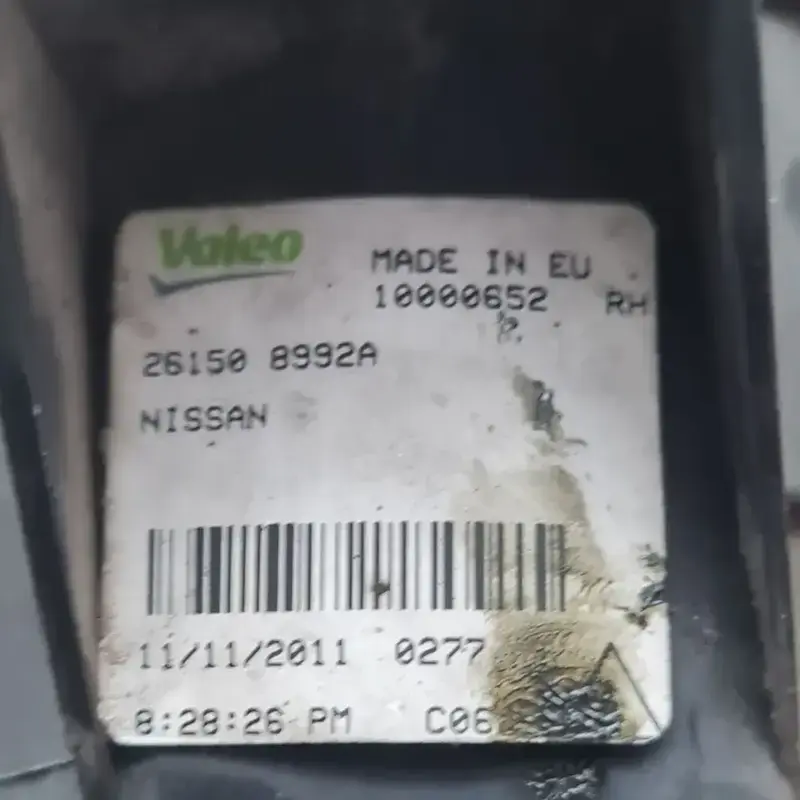 Valeo
MADE IN EU
10000652 RH
26150 8992A
NISSAN
11/11/2011 0277
8:28:26 PM C06